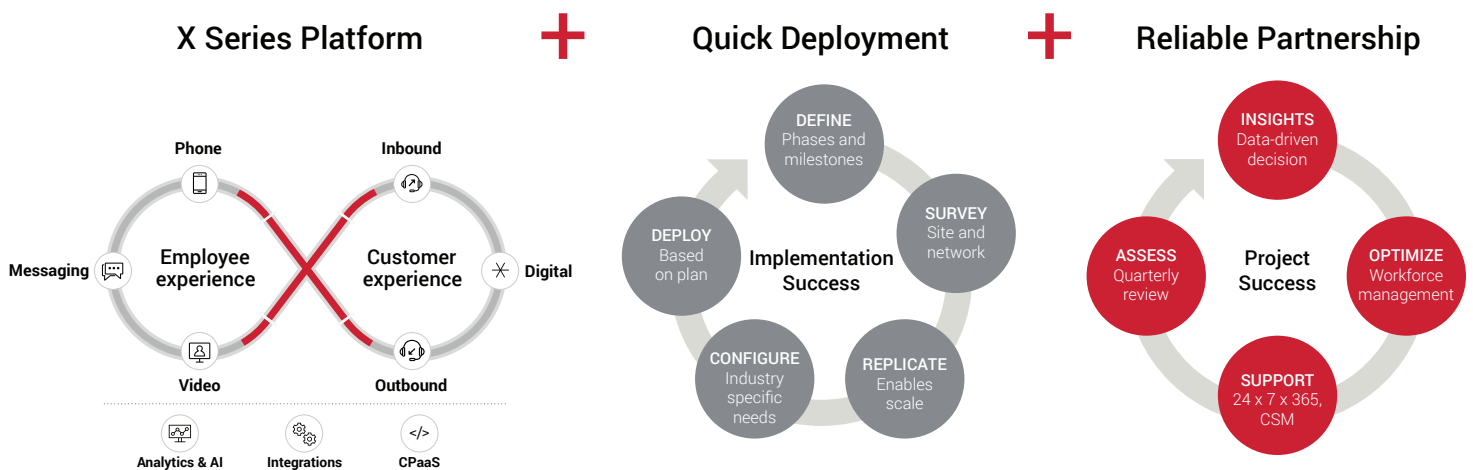 X Series Platform
+
Quick Deployment
+
Reliable Partnership
Phone
Inbound
Messaging
Employee
experience
Customer
experience
Digital
Video
Outbound
Analytics & AI
Integrations
</>
CPaaS
DEFINE
Phases and
milestones
SURVEY
Site and
network
REPLICATE
Enables
scale
CONFIGURE
Industry
specific
needs
DEPLOY
Based
on plan
Implementation
Success
INSIGHTS
Data-driven
decision
OPTIMIZE
Workforce
management
SUPPORT
24 x 7 x 365,
CSM
ASSESS
Quarterly
review
Project
Success